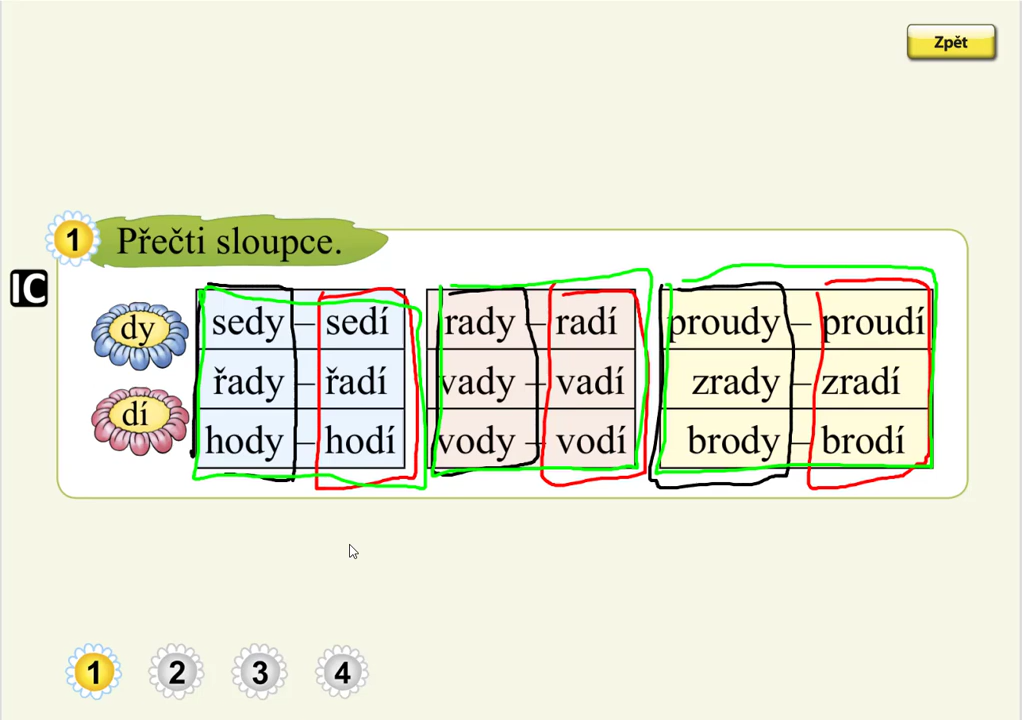 Zpět
1 Přečti sloupce.
IC
dy
dí
sedy – sedí rady – radí proudy – proudí
řady – řadí vady – vadí zrady – zradí
hody – hodí vody – vodí brody – brodí
1 2 3 4